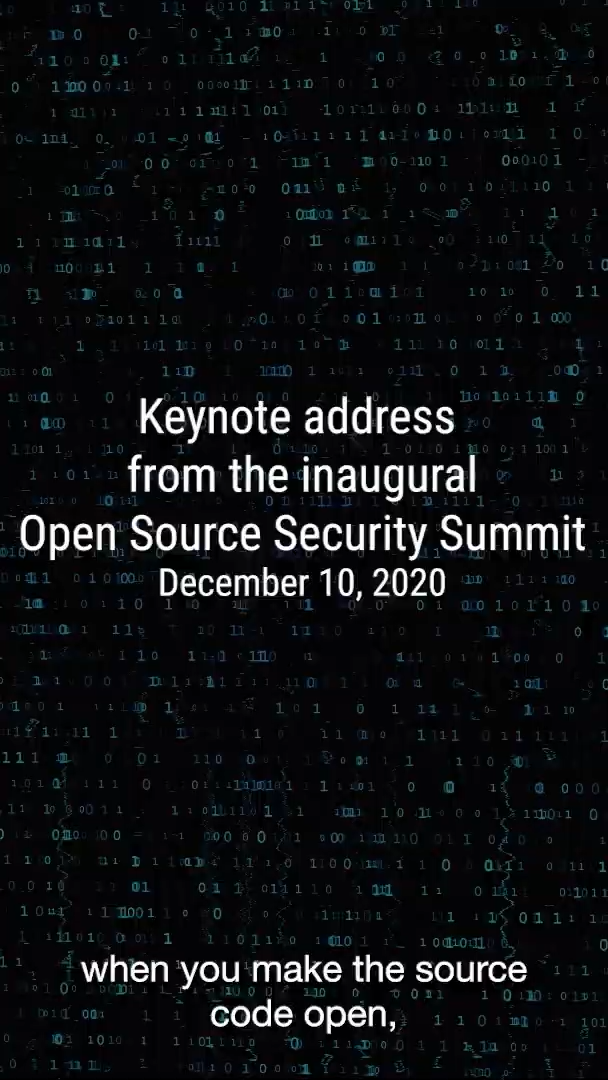 Keynote address
from the inaugural
Open Source Security Summit
December 10, 2020
when you make the source
code open,